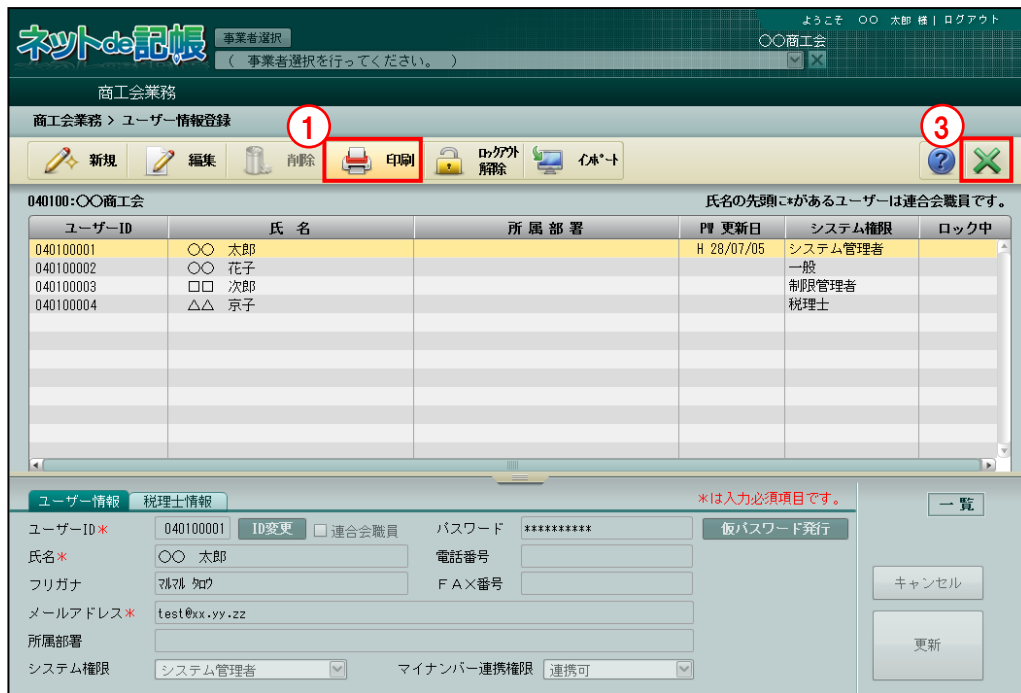 ようこそ 〇〇 太郎 様 | ログアウト
ネットde記帳
事業者選択
〇〇商工会
( 事業者選択を行ってください。 )
商工会業務
商工会業務 > ユーザー情報登録
① ③
新規 編集 削除 印刷 ロックアウト解除 インポート
040100:〇〇商工会 氏名の先頭に*があるユーザーは連合会職員です。
ユーザーID 氏 名 所 属 部 署 PW 更新日 システム権限 ロック中
040100001 〇〇 太郎 H 28/07/05 システム管理者
040100002 〇〇 花子 一般
040100003 □□ 次郎 制限管理者
040100004 △△ 京子 税理士
ユーザー情報 税理士情報 *は入力必須項目です。 一覧
ユーザーID* 040100001 ID変更 連合会職員 パスワード ********** 仮パスワード発行
氏名* 〇〇 太郎 電話番号
フリガナ マルマル タロウ FAX番号 キャンセル
メールアドレス* test@xx.yy.zz
所属部署 更新
システム権限 システム管理者 マイナンバー連携権限 連携可